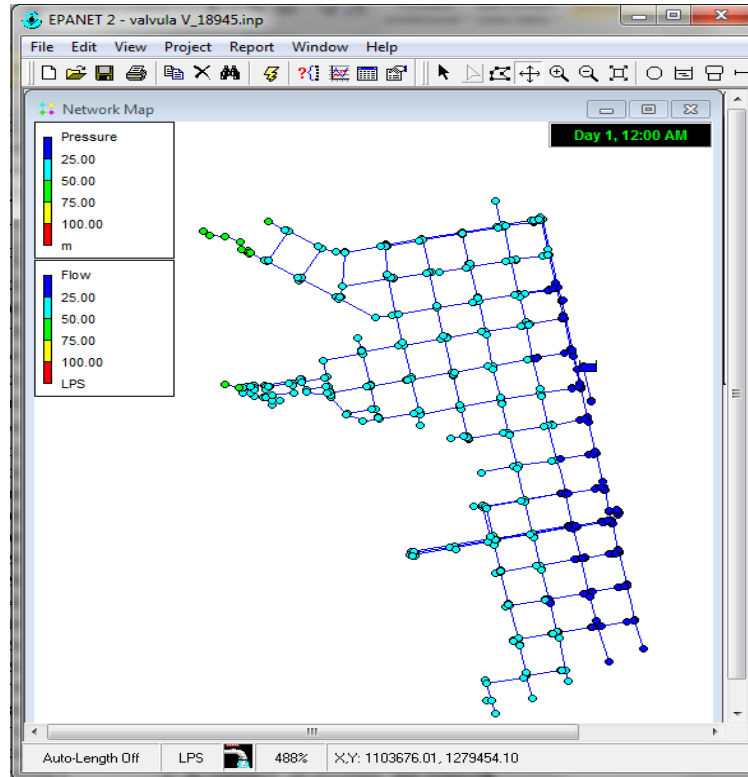 EPANET 2 - valvula V_18945.inp
File Edit View Project Report Window Help
Network Map
Day 1, 12:00 AM
Pressure
25.00
50.00
75.00
100.00
m
Flow
25.00
50.00
75.00
100.00
LPS
Auto-Length Off LPS 488% X,Y: 1103676.01, 1279454.10